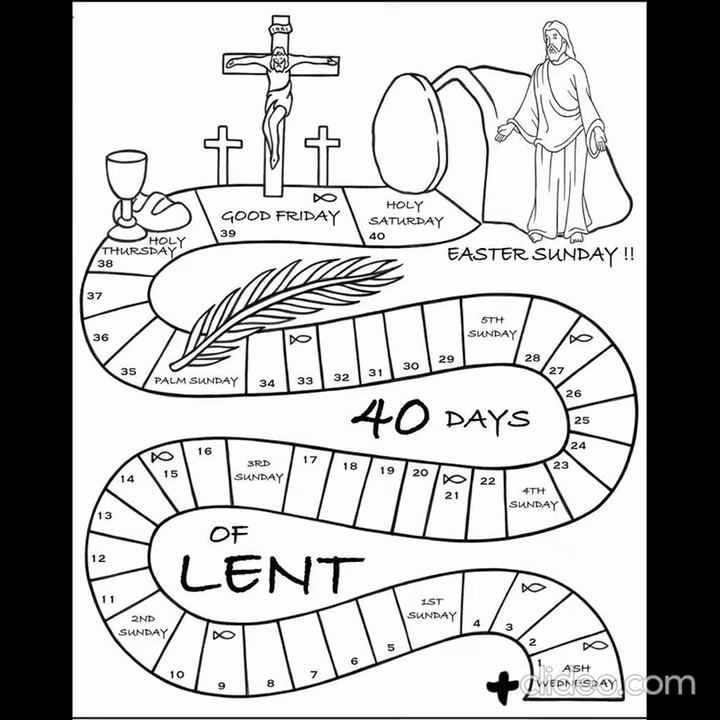 INRI
GOOD FRIDAY
39
HOLY
SATURDAY
40
HOLY
THURSDAY
38
EASTER SUNDAY !!
37
36
35
PALM SUNDAY
34
33
32
31
30
29
5TH
SUNDAY
28
27
26
25
24
23
40 DAYS
4TH
SUNDAY
22
21
20
19
18
17
3RD
SUNDAY
16
15
14
13
12
11
OF
LENT
2ND
SUNDAY
10
9
8
7
6
5
1ST
SUNDAY
4
3
2
1
ASH
WEDNESDAY
clideo.com